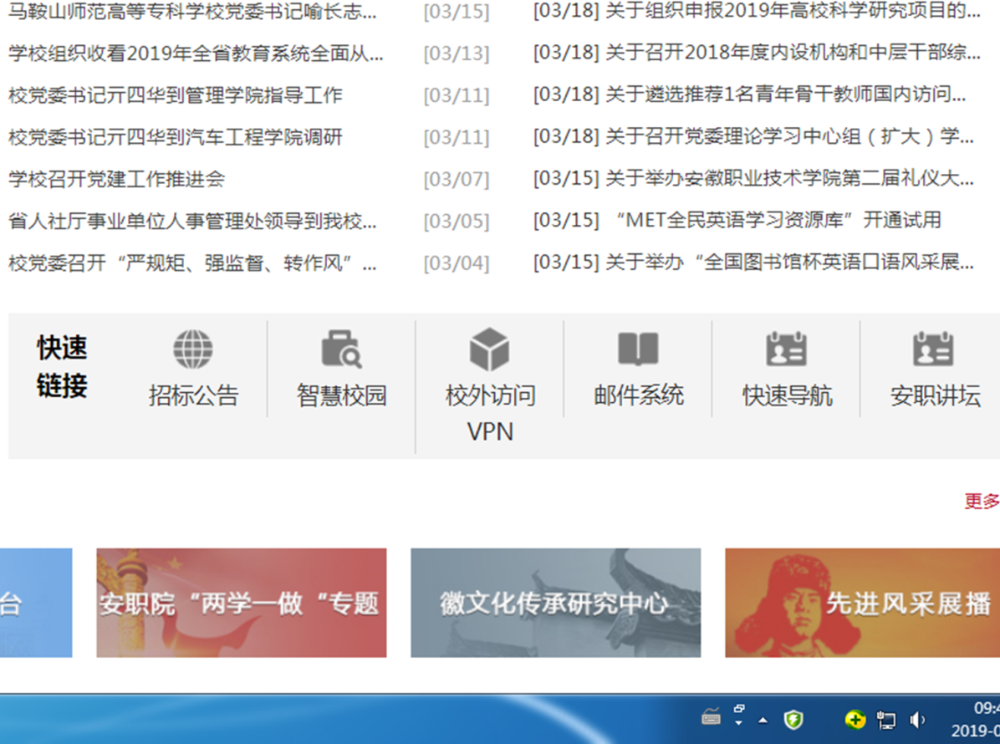 马鞍山师范高等专科学校党委书记喻长志... [03/15]
学校组织收看2019年全省教育系统全面从... [03/13]
校党委书记亓四华到管理学院指导工作 [03/11]
校党委书记亓四华到汽车工程学院调研 [03/11]
学校召开党建工作推进会 [03/07]
省人社厅事业单位人事管理处领导到我校... [03/05]
校党委召开“严规矩、强监督、转作风”... [03/04]
[03/18] 关于组织申报2019年高校科学研究项目的...
[03/18] 关于召开2018年度内设机构和中层干部综...
[03/18] 关于遴选推荐1名青年骨干教师国内访问...
[03/18] 关于召开党委理论学习中心组（扩大）学...
[03/15] 关于举办安徽职业技术学院第二届礼仪大...
[03/15] “MET全民英语学习资源库”开通试用
[03/15] 关于举办“全国图书馆杯英语口语风采展...
快速
链接
招标公告
智慧校园
校外访问
VPN
邮件系统
快速导航
安职讲坛
更多
台
安职院“两学一做“专题
徽文化传承研究中心
先进风采展播
09:4
2019-0